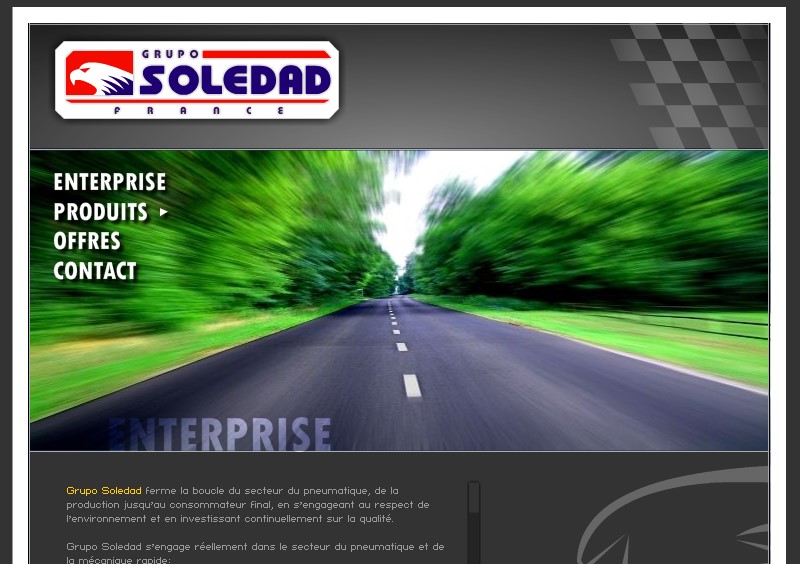 GRUPO
SOLEDAD
FRANCE
ENTERPRISE
PRODUITS
OFFRES
CONTACT
ENTERPRISE
Grupo Soledad ferme la boucle du secteur du pneumatique, de la
production jusqu'au consommateur final, en s'engageant au respect de
l'environnement et en investissant continuellement sur la qualité.
Grupo Soledad s'engage réellement dans le secteur du pneumatique et de
la mécanique rapide: